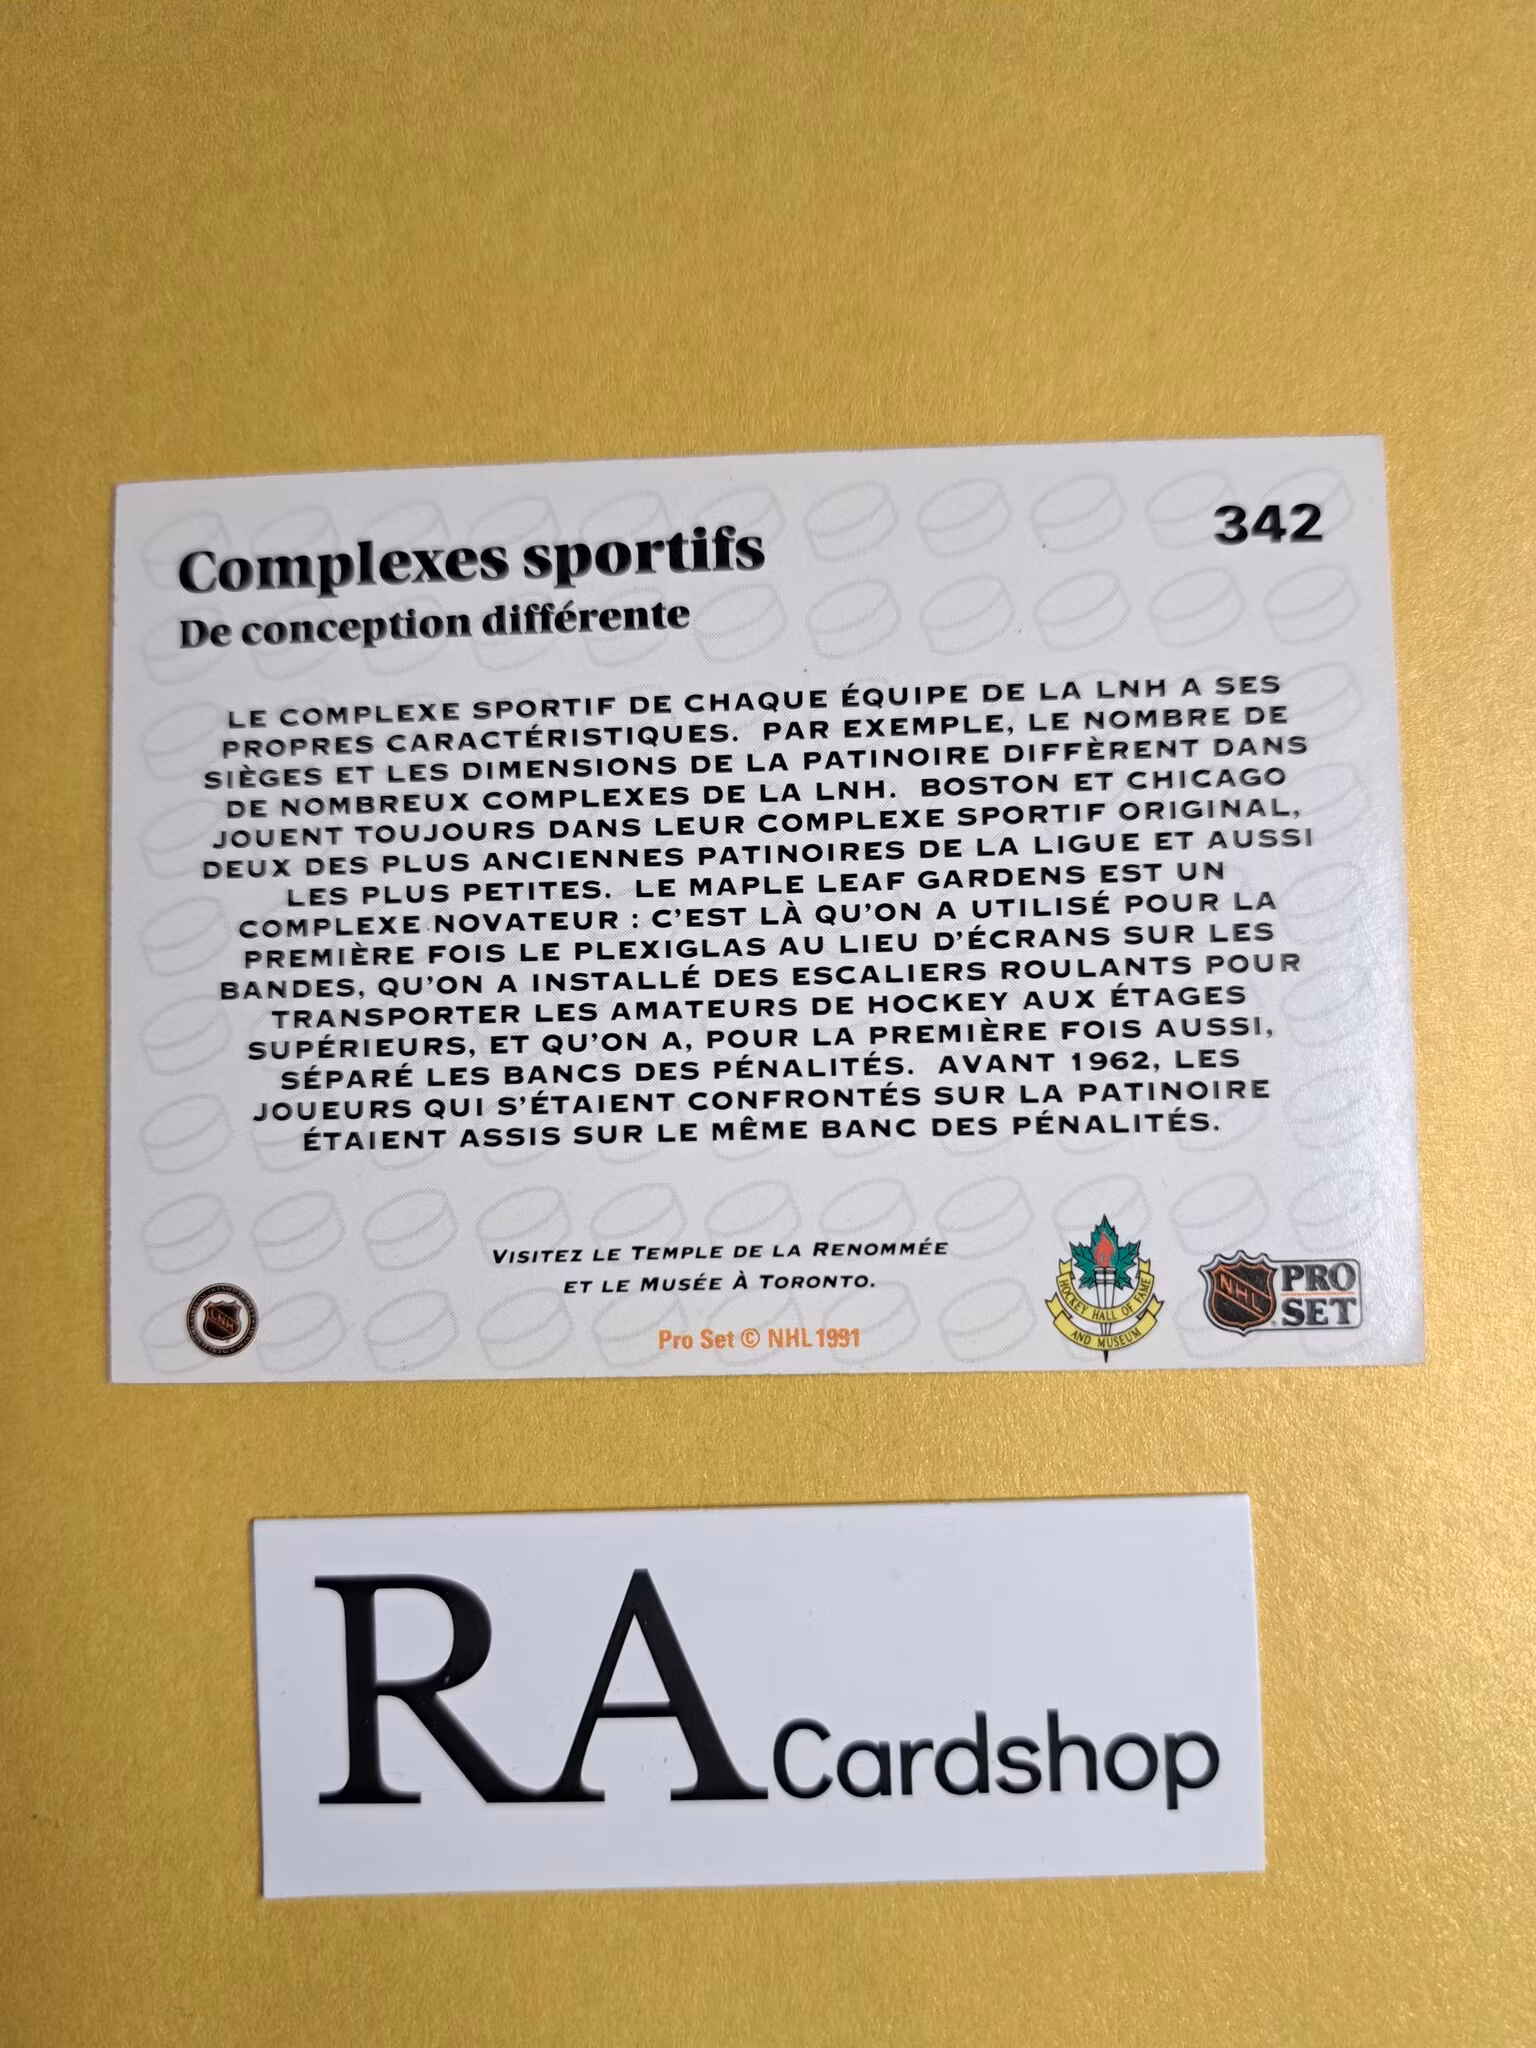 342
Complexes sportifs
De conception différente
LE COMPLEXE SPORTIF DE CHAQUE ÉQUIPE DE LA LNH A SES
PROPRES CARACTÉRISTIQUES. PAR EXEMPLE, LE NOMBRE DE
SIÈGES ET LES DIMENSIONS DE LA PATINOIRE DIFFÈRENT DANS
DE NOMBREUX COMPLEXES DE LA LNH. BOSTON ET CHICAGO
JOUENT TOUJOURS DANS LEUR COMPLEXE SPORTIF ORIGINAL,
DEUX DES PLUS ANCIENNES PATINOIRES DE LA LIGUE ET AUSSI
LES PLUS PETITES. LE MAPLE LEAF GARDENS EST UN
COMPLEXE NOVATEUR : C'EST LÀ QU'ON A UTILISÉ POUR LA
PREMIÈRE FOIS LE PLEXIGLAS AU LIEU D'ÉCRANS SUR LES
BANDES, QU'ON A INSTALLÉ DES ESCALIERS ROULANTS POUR
TRANSPORTER LES AMATEURS DE HOCKEY AUX ÉTAGES
SUPÉRIEURS, ET QU'ON A, POUR LA PREMIÈRE FOIS AUSSI,
SÉPARÉ LES BANCS DES PÉNALITÉS. AVANT 1962, LES
JOUEURS QUI S'ÉTAIENT CONFRONTÉS SUR LA PATINOIRE
ÉTAIENT ASSIS SUR LE MÊME BANC DES PÉNALITÉS.
VISITEZ LE TEMPLE DE LA RENOMMÉE
ET LE MUSÉE À TORONTO.
Pro Set © NHL 1991
LNH
HOCKEY HALL OF FAME
AND MUSEUM
NHL
PRO
SET
RA Cardshop